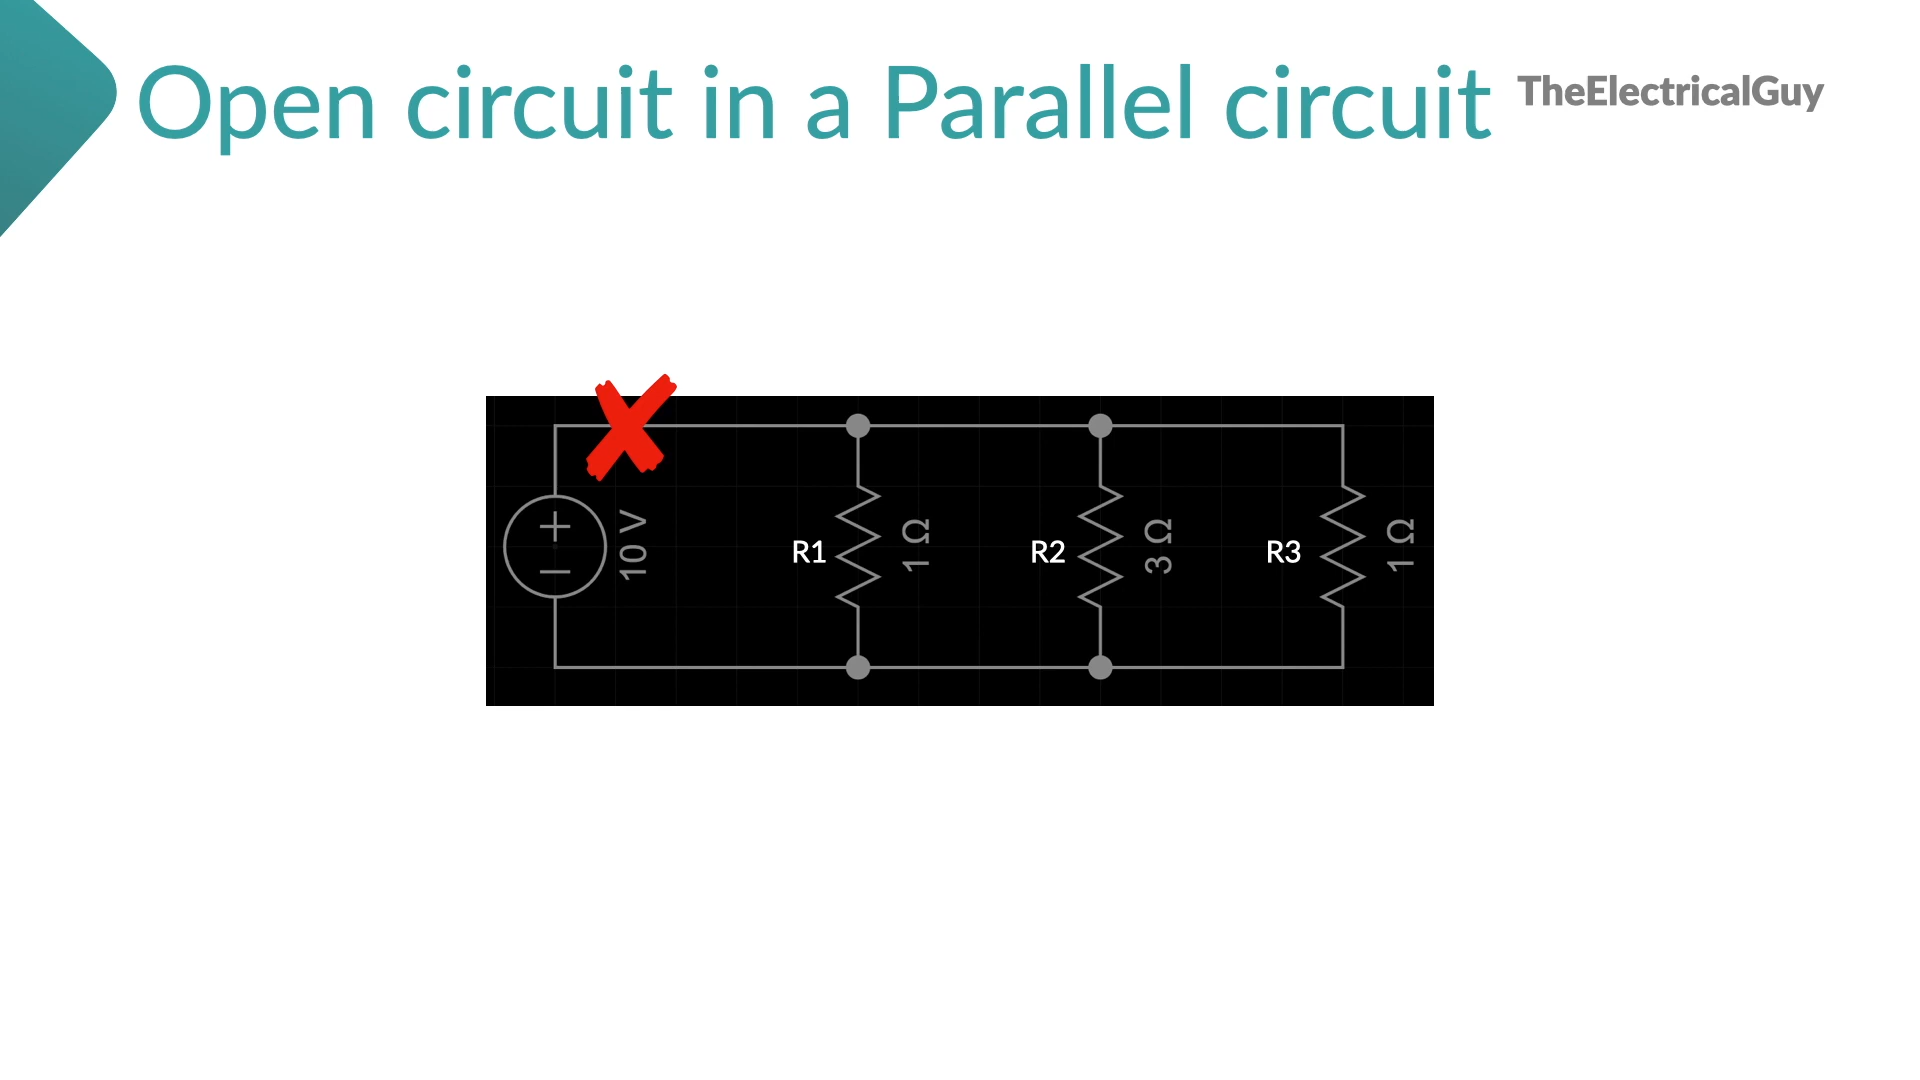 Open circuit in a Parallel circuit
TheElectricalGuy
10 V
R1
1 Ω
R2
3 Ω
R3
1 Ω